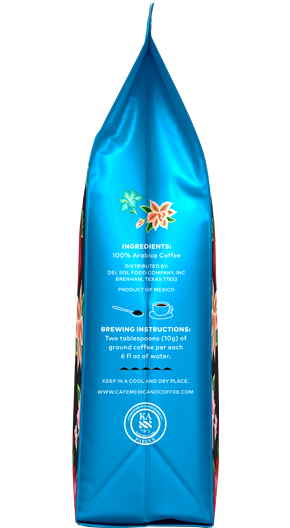 INGREDIENTS:
100% Arabica Coffee
DISTRIBUTED BY:
DEL SOL FOOD COMPANY, INC
BRENHAM, TEXAS 77833
PRODUCT OF MEXICO
BREWING INSTRUCTIONS:
Two tablespoons (10g) of
ground coffee per each
6 fl oz of water.
KEEP IN A COOL AND DRY PLACE.
WWW.CAFEMEXICANOCOFFEE.COM
KA
PAREVE